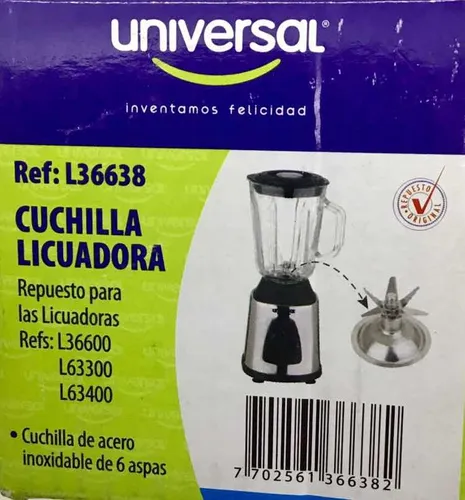 universal®
inventamos felicidad
Ref: L36638
CUCHILLA
LICUADORA
REPUESTO
ORIGINAL
Repuesto para
las Licuadoras
Refs: L36600
L63300
L63400
• Cuchilla de acero
inoxidable de 6 aspas
7 702561 366382